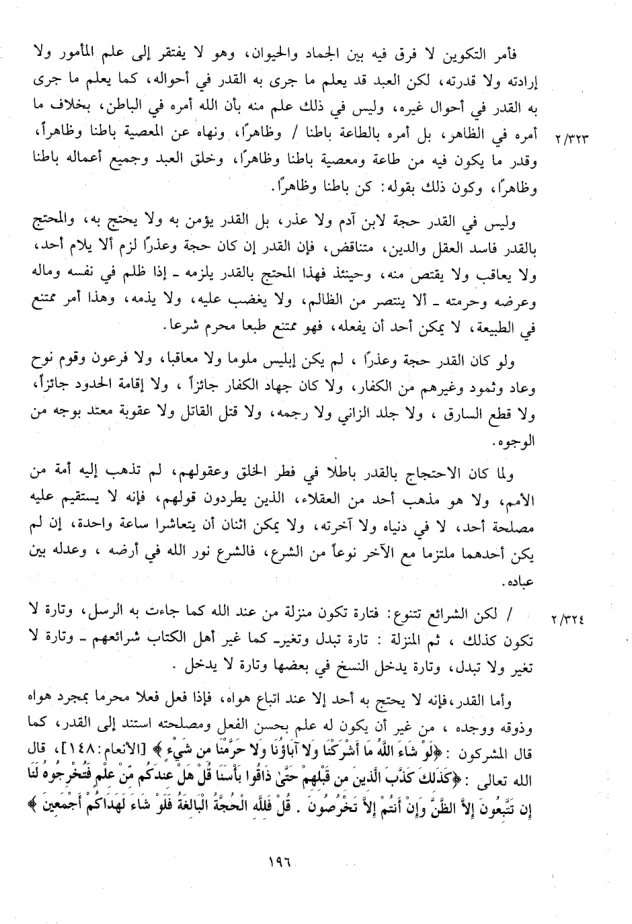 فأمر التكوين لا فرق فيه بين الجماد والحيوان، وهو لا يفتقر إلى علم المأمور ولا
إرادته ولا قدرته، لكن العبد قد يعلم ما جرى به القدر في أحواله، كما يعلم ما جرى
به القدر في أحوال غيره، وليس في ذلك علم منه بأن الله أمره في الباطن، بخلاف ما
٢/٣٢٣ أمره في الظاهر، بل أمره بالطاعة باطنا / وظاهرًا، ونهاه عن المعصية باطنا وظاهراً،
وقدر ما يكون فيه من طاعة ومعصية باطنا وظاهرًا، وخلق العبد وجميع أعماله باطنا
وظاهرًا، وكون ذلك بقوله: كن باطنا وظاهرًا.
وليس في القدر حجة لابن آدم ولا عذر، بل القدر يؤمن به ولا يحتج به، والمحتج
بالقدر فاسد العقل والدين، متناقض، فإن القدر إن كان حجة وعذرًا لزم ألا يلام أحد،
ولا يعاقب ولا يقتص منه، وحينئذ فهذا المحتج بالقدر يلزمه ـ إذا ظلم في نفسه وماله
وعرضه وحرمته ـ ألا ينتصر من الظالم، ولا يغضب عليه، ولا يذمه، وهذا أمر ممتنع
في الطبيعة، لا يمكن أحد أن يفعله، فهو ممتنع طبعا محرم شرعا.
ولو كان القدر حجة وعذرًا ، لم يكن إبليس ملوما ولا معاقبا، ولا فرعون وقوم نوح
وعاد وثمود وغيرهم من الكفار، ولا كان جهاد الكفار جائزاً ، ولا إقامة الحدود جائزاً،
ولا قطع السارق ، ولا جلد الزاني ولا رجمه، ولا قتل القاتل ولا عقوبة معتد بوجه من
الوجوه.
ولما كان الاحتجاج بالقدر باطلًا في فطر الخلق وعقولهم، لم تذهب إليه أمة من
الأمم، ولا هو مذهب أحد من العقلاء، الذين يطردون قولهم، فإنه لا يستقيم عليه
مصلحة أحد، لا في دنياه ولا آخرته، ولا يمكن اثنان أن يتعاشرا ساعة واحدة، إن لم
يكن أحدهما ملتزما مع الآخر نوعاً من الشرع، فالشرع نور الله في أرضه ، وعدله بين
عباده.
٢/٣٢٤ / لكن الشرائع تتنوع: فتارة تكون منزلة من عند الله كما جاءت به الرسل، وتارة لا
تكون كذلك ، ثم المنزلة : تارة تبدل وتغير ـ كما غير أهل الكتاب شرائعهم ـ وتارة لا
تغير ولا تبدل، وتارة يدخل النسخ في بعضها وتارة لا يدخل .
وأما القدر، فإنه لا يحتج به أحد إلا عند اتباع هواه، فإذا فعل فعلا محرما بمجرد هواه
وذوقه ووجده ، من غير أن يكون له علم بحسن الفعل ومصلحته استند إلى القدر، كما
قال المشركون : ﴿لَوْ شَاءَ اللَّهُ مَا أَشْرَكْنَا وَلا آبَاؤُنَا وَلا حَرَّمْنَا مِن شَيْءٍ ﴾ [الأنعام:١٤٨]، قال
الله تعالى : ﴿كَذَلِكَ كَذَّبَ الَّذِينَ مِن قَبْلِهِمْ حَتَّىٰ ذَاقُوا بَأْسَنَا قُلْ هَلْ عِندَكُم مِّنْ عِلْمٍ فَتُخْرِجُوهُ لَنَا
إِن تَتَّبِعُونَ إِلاَّ الظَّنَّ وَإِنْ أَنتُمْ إِلاَّ تَخْرُصُونَ . قُلْ فَلِلَّهِ الْحُجَّةُ الْبَالِغَةُ فَلَوْ شَاءَ لَهَدَاكُمْ أَجْمَعِينَ ﴾
١٩٦